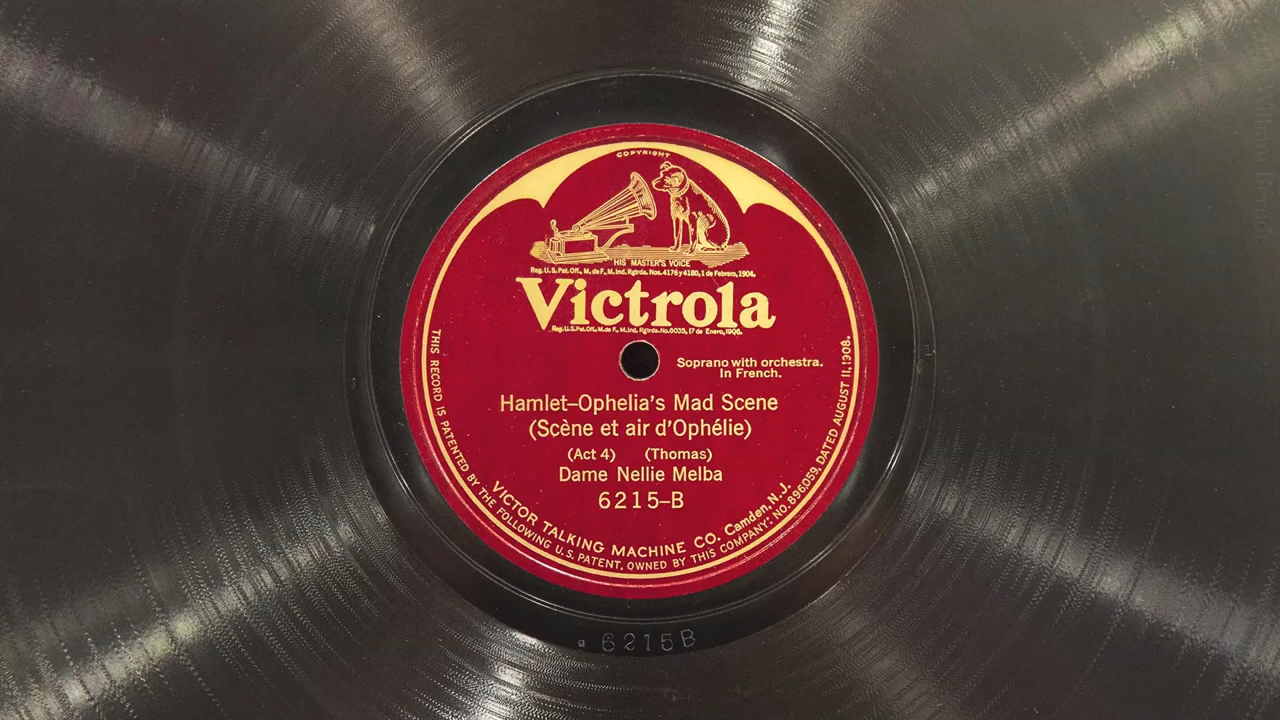 COPYRIGHT
HIS MASTER'S VOICE
Reg. U.S. Pat. Off., M. de F., M. Ind. Rgtrda. Nos. 4176 y 4180, 1 de Febrero, 1904.
Victrola
Reg. U.S. Pat. Off., M. de F., M. Ind. Rgtrda. No. 6035, 17 de Enero, 1906.
Soprano with orchestra.
In French.
Hamlet–Ophelia's Mad Scene
(Scène et air d'Ophélie)
(Act 4) (Thomas)
Dame Nellie Melba
6215–B
VICTOR TALKING MACHINE CO. Camden, N.J.
THIS RECORD IS PATENTED BY THE FOLLOWING U.S. PATENT, OWNED BY THIS COMPANY: NO. 896,059, DATED AUGUST 11, 1908.
6215B